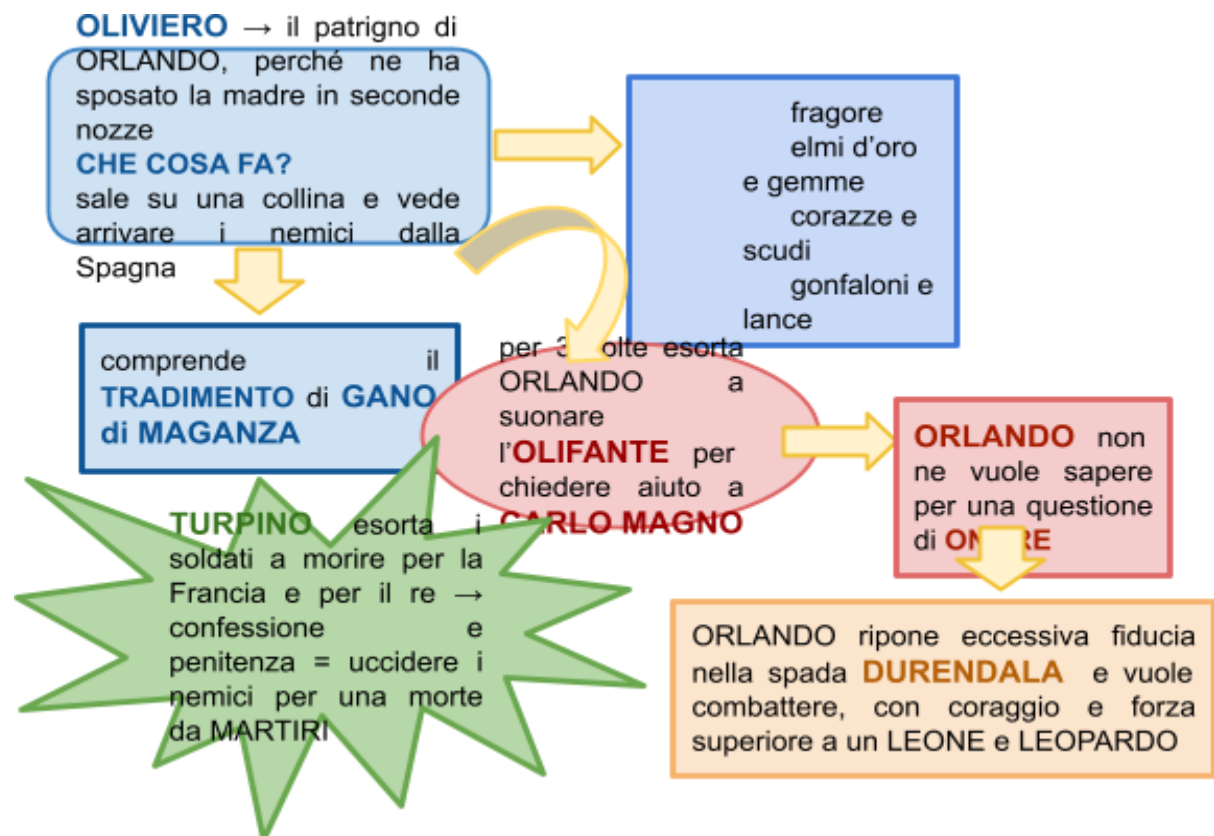 OLIVIERO → il patrigno di
ORLANDO, perché ne ha
sposato la madre in seconde
nozze
CHE COSA FA?
sale su una collina e vede
arrivare i nemici dalla
Spagna
fragore
elmi d'oro
e gemme
corazze e
scudi
gonfaloni e
lance
comprende il
TRADIMENTO di GANO
di MAGANZA
per 3 olte esorta
ORLANDO a
suonare
l'OLIFANTE per
chiedere aiuto a
CARLO MAGNO
ORLANDO non
ne vuole sapere
per una questione
di
TURPINO esorta i
soldati a morire per la
Francia e per il re →
confessione e
penitenza = uccidere i
nemici per una morte
da MARTIRI
ORLANDO ripone eccessiva fiducia
nella spada DURENDALA e vuole
combattere, con coraggio e forza
superiore a un LEONE e LEOPARDO